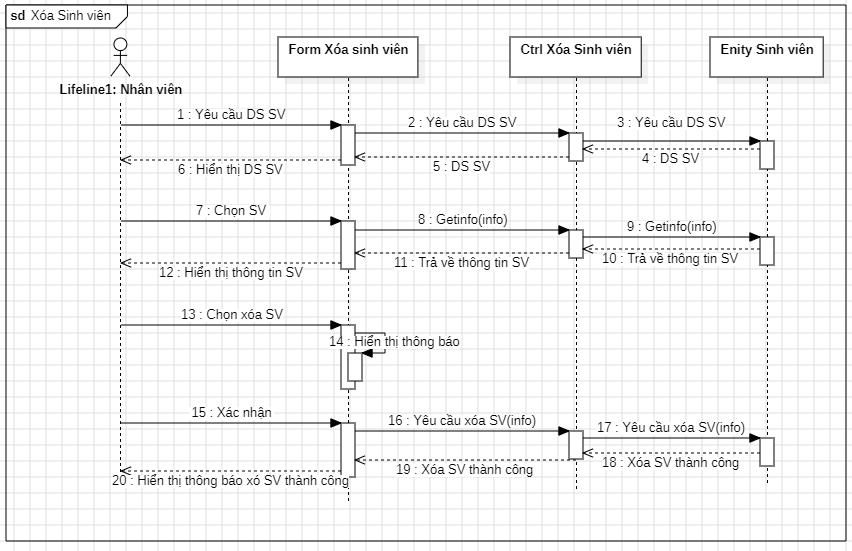 sd Xóa Sinh viên
Form Xóa sinh viên
Ctrl Xóa Sinh viên
Enity Sinh viên
Lifeline1: Nhân viên
1 : Yêu cầu DS SV
2 : Yêu cầu DS SV
3 : Yêu cầu DS SV
4 : DS SV
5 : DS SV
6 : Hiển thị DS SV
7 : Chọn SV
8 : Getinfo(info)
9 : Getinfo(info)
10 : Trả về thông tin SV
11 : Trả về thông tin SV
12 : Hiển thị thông tin SV
13 : Chọn xóa SV
14 : Hiển thị thông báo
15 : Xác nhận
16 : Yêu cầu xóa SV(info)
17 : Yêu cầu xóa SV(info)
18 : Xóa SV thành công
19 : Xóa SV thành công
20 : Hiển thị thông báo xó SV thành công